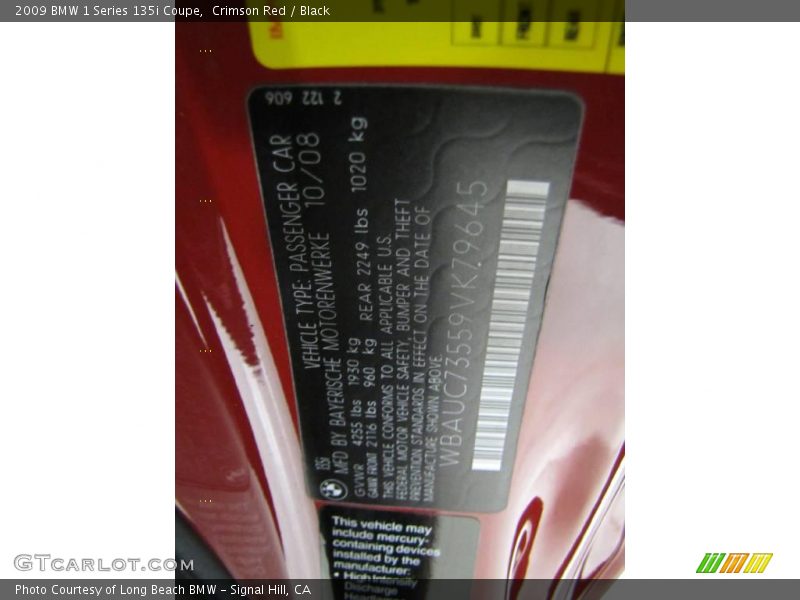 2009 BMW 1 Series 135i Coupe,  Crimson Red / Black
2 122 606
VEHICLE TYPE: PASSENGER CAR
135i MFD BY BAYERISCHE MOTORENWERKE 10/08
GVWR 4255 lbs 1930 kg
GAWR FRONT 2116 lbs 960 kg REAR 2249 lbs 1020 kg
THIS VEHICLE CONFORMS TO ALL APPLICABLE U.S.
FEDERAL MOTOR VEHICLE SAFETY, BUMPER AND THEFT
PREVENTION STANDARDS IN EFFECT ON THE DATE OF
MANUFACTURE SHOWN ABOVE.
WBAUC73559VK79645
This vehicle may
include mercury-
containing devices
installed by the
manufacturer:
• High Intensity
Discharge
GTCarlot.com
Photo Courtesy of Long Beach BMW – Signal Hill, CA